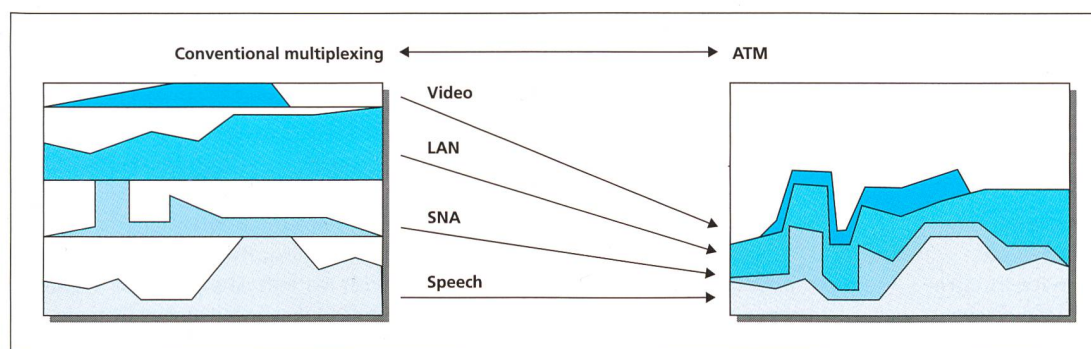 Conventional multiplexing
ATM
Video
LAN
SNA
Speech